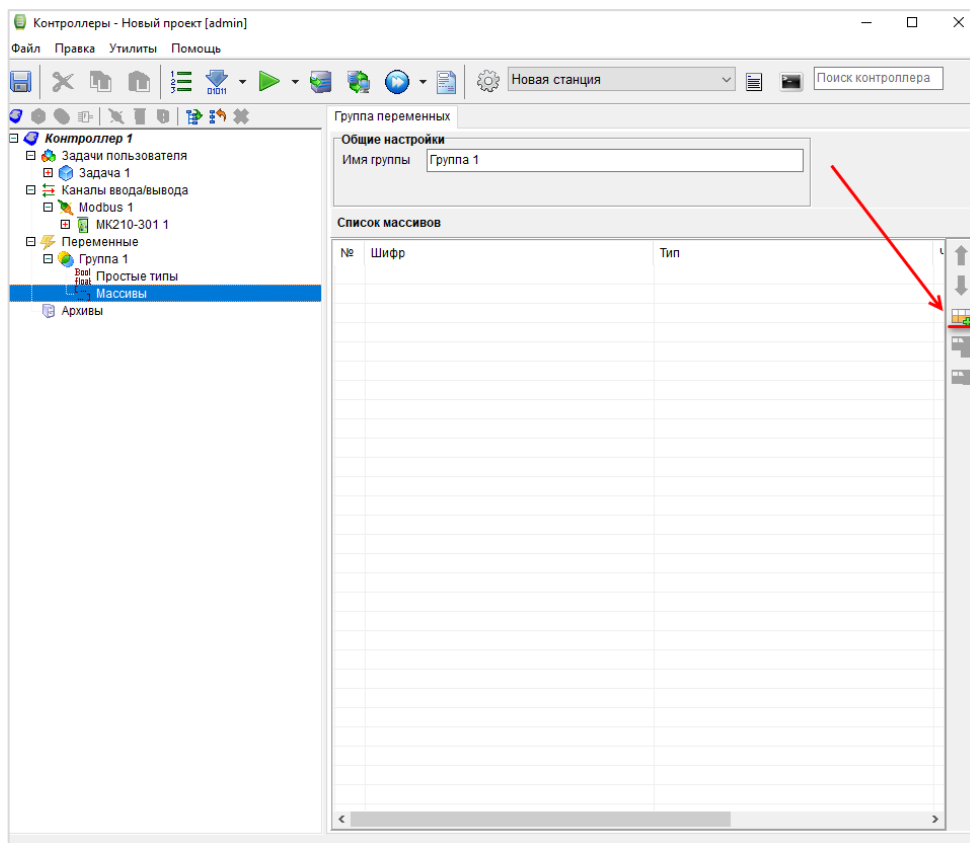 Контроллеры - Новый проект [admin]
Файл Правка Утилиты Помощь
Новая станция
Поиск контроллера
Контроллер 1
Задачи пользователя
Задача 1
Каналы ввода/вывода
Modbus 1
МК210-301 1
Переменные
Группа 1
Простые типы
Массивы
Архивы
Группа переменных
Общие настройки
Имя группы Группа 1
Список массивов
№ Шифр Тип